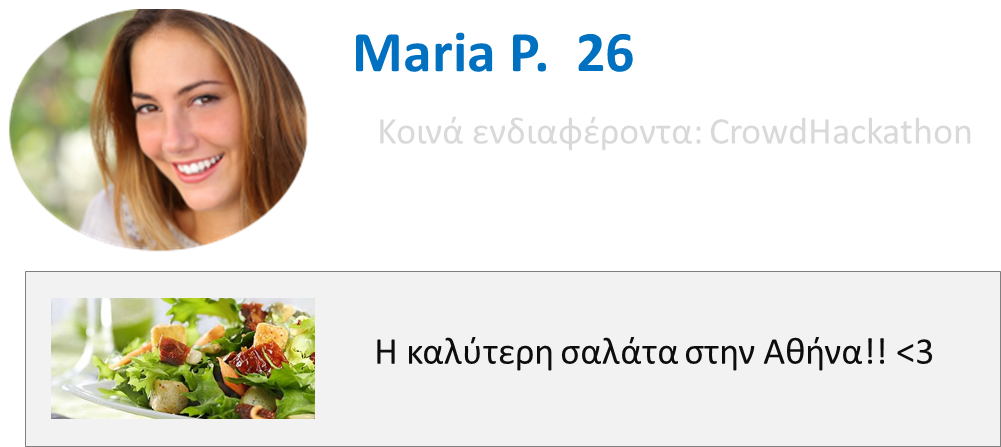 Maria P. 26
Κοινά ενδιαφέροντα: CrowdHackathon
Η καλύτερη σαλάτα στην Αθήνα!! <3